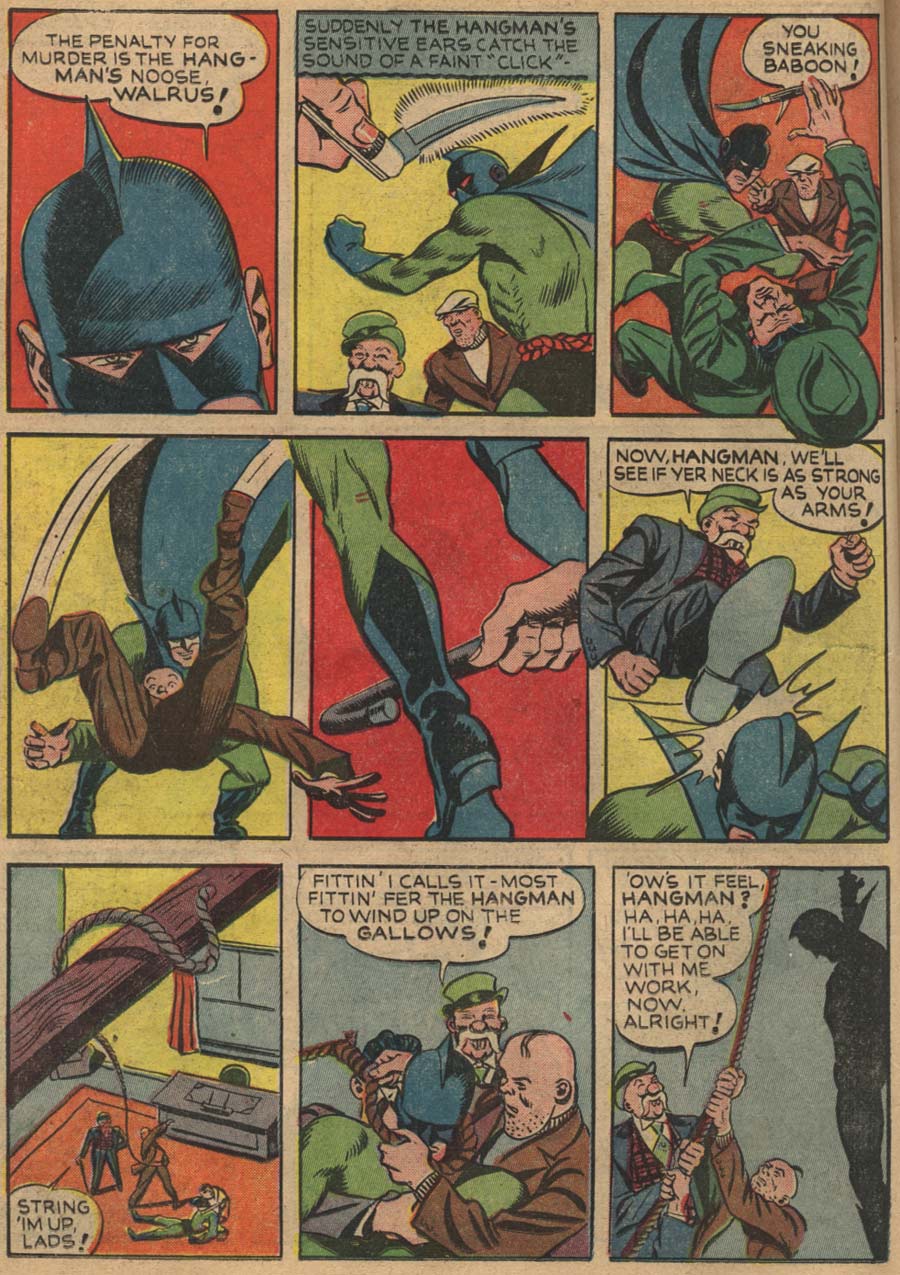 THE PENALTY FOR
MURDER IS THE HANG-
MAN'S NOOSE,
WALRUS!
SUDDENLY THE HANGMAN'S
SENSITIVE EARS CATCH THE
SOUND OF A FAINT "CLICK"-
YOU
SNEAKING
BABOON!
NOW, HANGMAN, WE'LL
SEE IF YER NECK IS AS STRONG
AS YOUR
ARMS!
STRING
'IM UP,
LADS!
FITTIN' I CALLS IT - MOST
FITTIN' FER THE HANGMAN
TO WIND UP ON THE
GALLOWS!
'OW'S IT FEEL,
HANGMAN?
HA, HA, HA.
I'LL BE ABLE
TO GET ON
WITH ME
WORK,
NOW,
ALRIGHT!